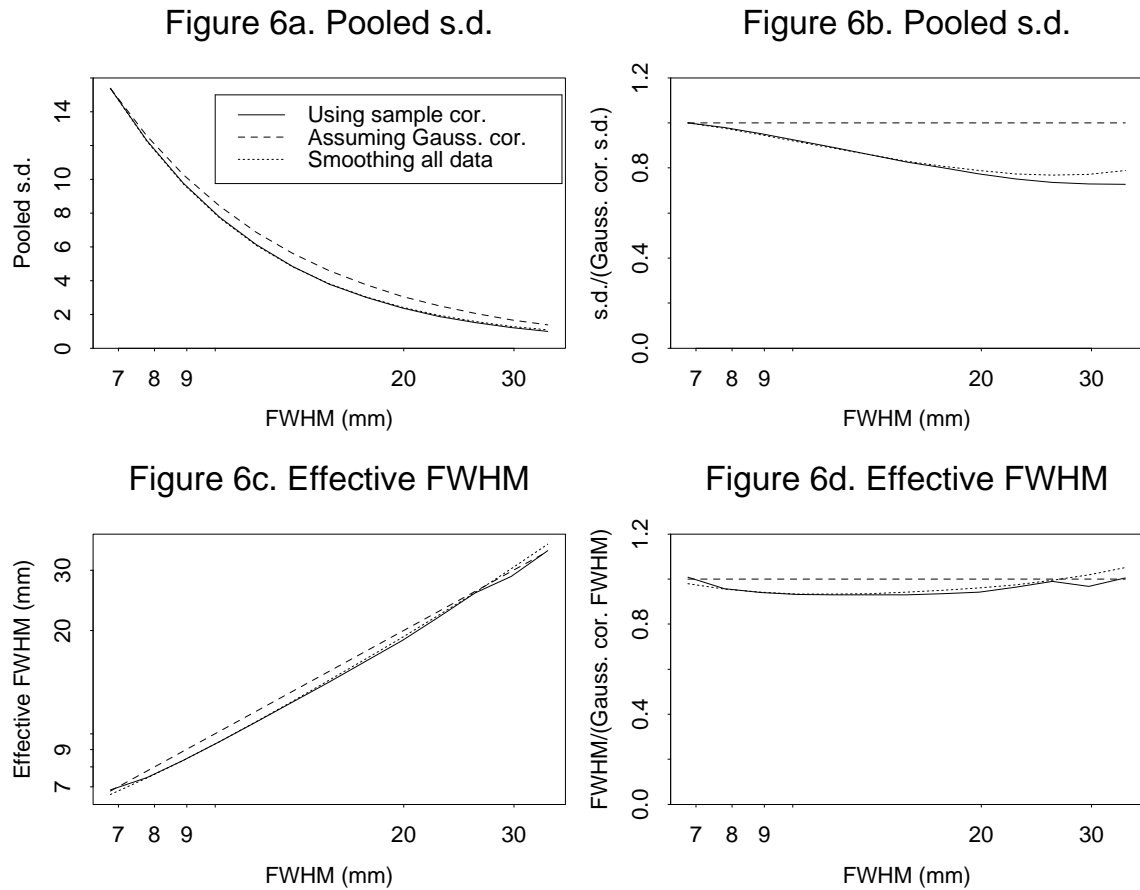 Figure 6a. Pooled s.d.
Pooled s.d.
0 2 4 6 8 10 14
Using sample cor.
Assuming Gauss. cor.
Smoothing all data
7 8 9 20 30
FWHM (mm)
Figure 6b. Pooled s.d.
s.d./(Gauss. cor. s.d.)
0.0 0.4 0.8 1.2
7 8 9 20 30
FWHM (mm)
Figure 6c. Effective FWHM
Effective FWHM (mm)
7 9 20 30
7 8 9 20 30
FWHM (mm)
Figure 6d. Effective FWHM
FWHM/(Gauss. cor. FWHM)
0.0 0.4 0.8 1.2
7 8 9 20 30
FWHM (mm)